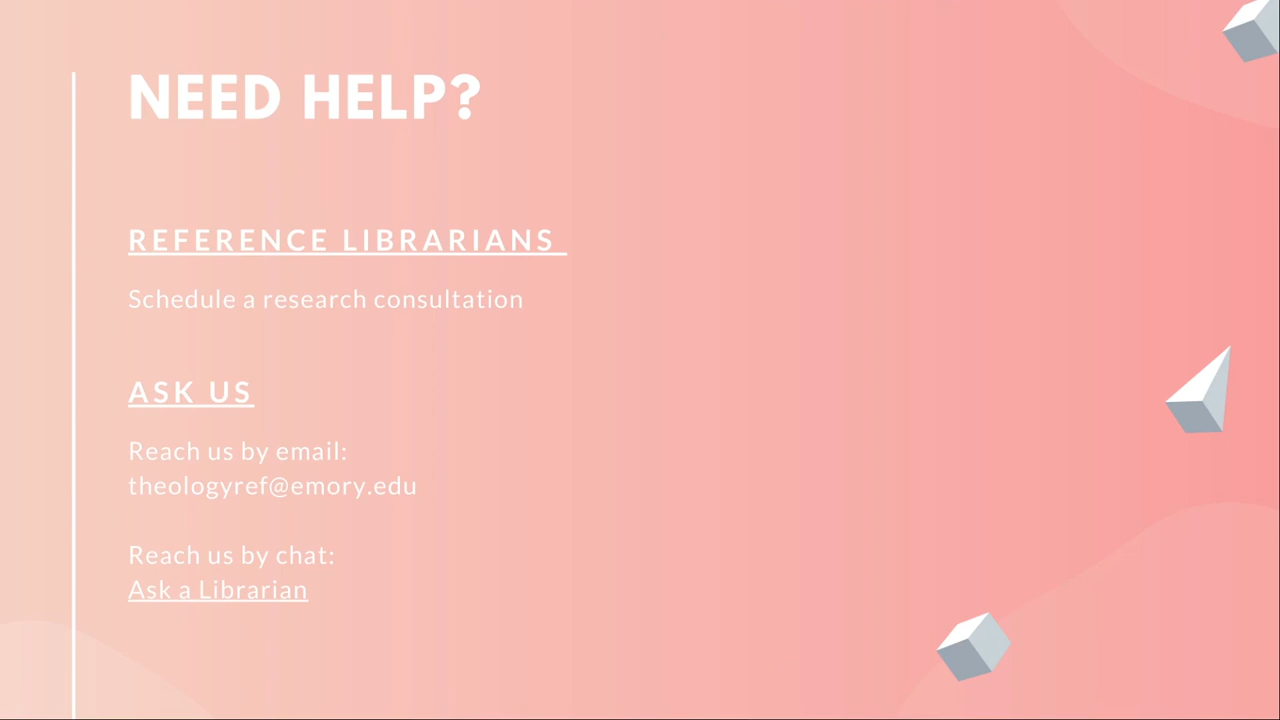 NEED HELP?
REFERENCE LIBRARIANS
Schedule a research consultation
ASK US
Reach us by email:
theologyref@emory.edu
Reach us by chat:
Ask a Librarian